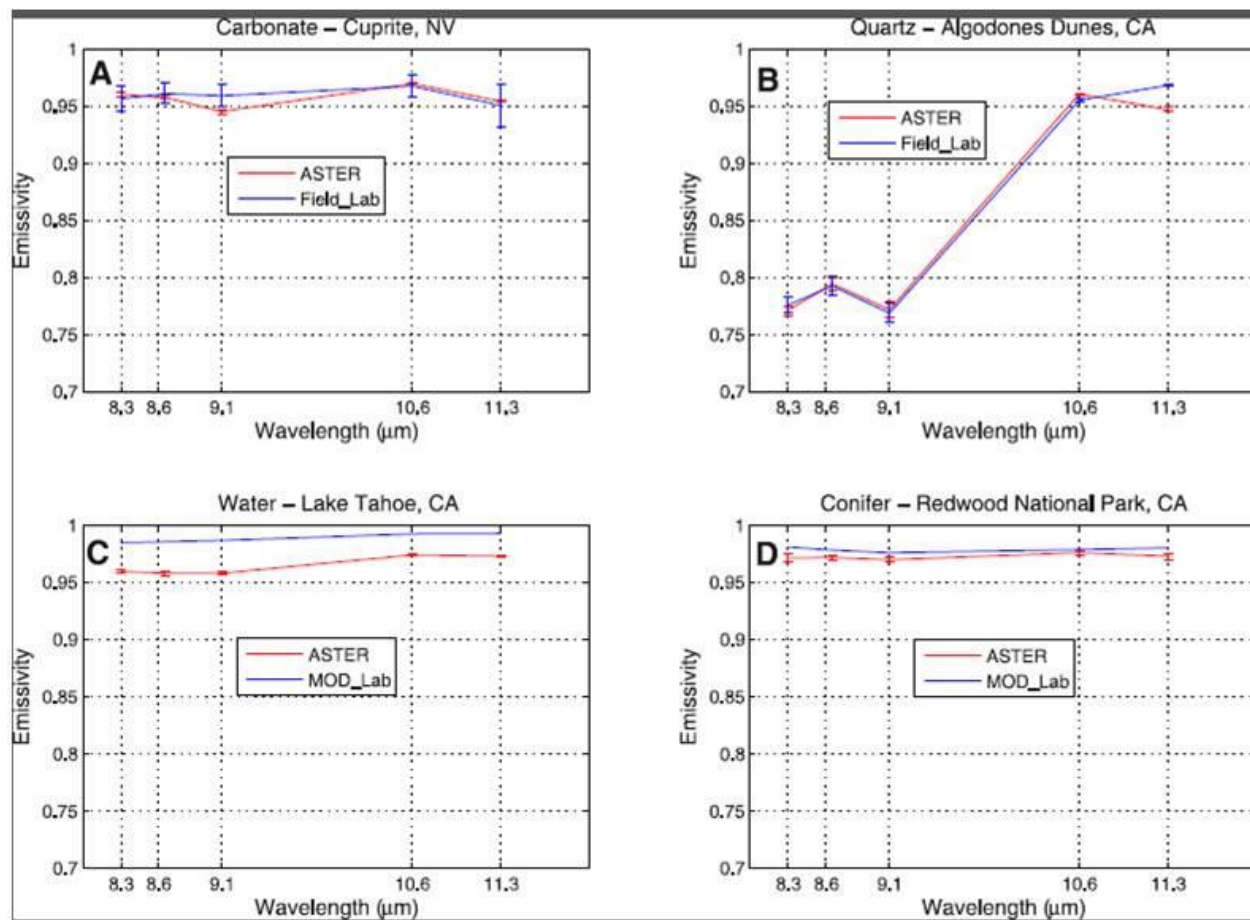 Carbonate – Cuprite, NV
A
1
0.95
0.9
0.85
0.8
0.75
0.7
Emissivity
ASTER
Field_Lab
8.3 8.6 9.1 10.6 11.3
Wavelength (μm)
Quartz – Algodones Dunes, CA
B
1
0.95
0.9
0.85
0.8
0.75
0.7
Emissivity
ASTER
Field_Lab
8.3 8.6 9.1 10.6 11.3
Wavelength (μm)
Water – Lake Tahoe, CA
C
1
0.95
0.9
0.85
0.8
0.75
0.7
Emissivity
ASTER
MOD_Lab
8.3 8.6 9.1 10.6 11.3
Wavelength (μm)
Conifer – Redwood National Park, CA
D
1
0.95
0.9
0.85
0.8
0.75
0.7
Emissivity
ASTER
MOD_Lab
8.3 8.6 9.1 10.6 11.3
Wavelength (μm)